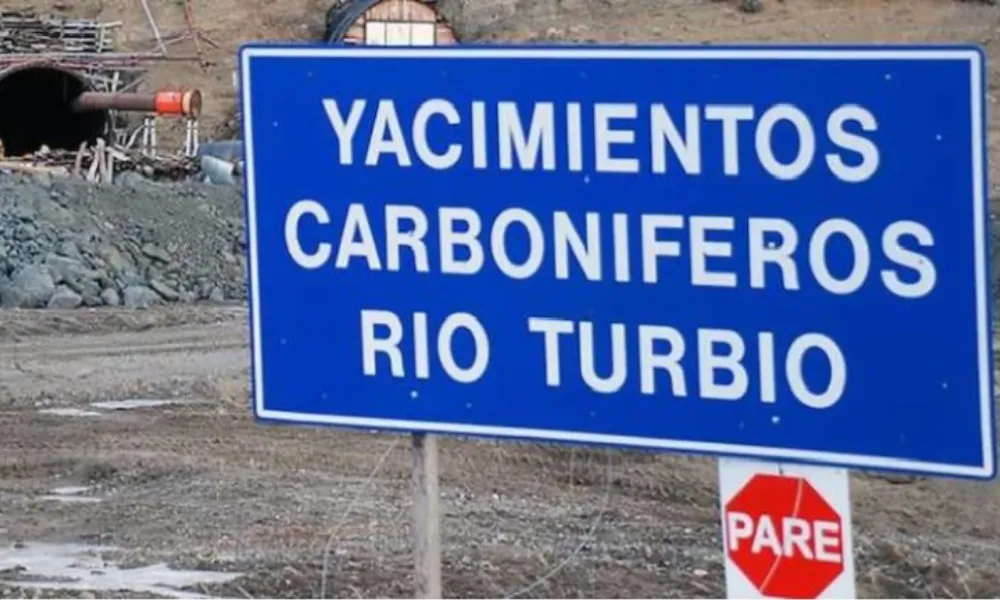 YACIMIENTOS
CARBONIFEROS
RIO TURBIO
PARE